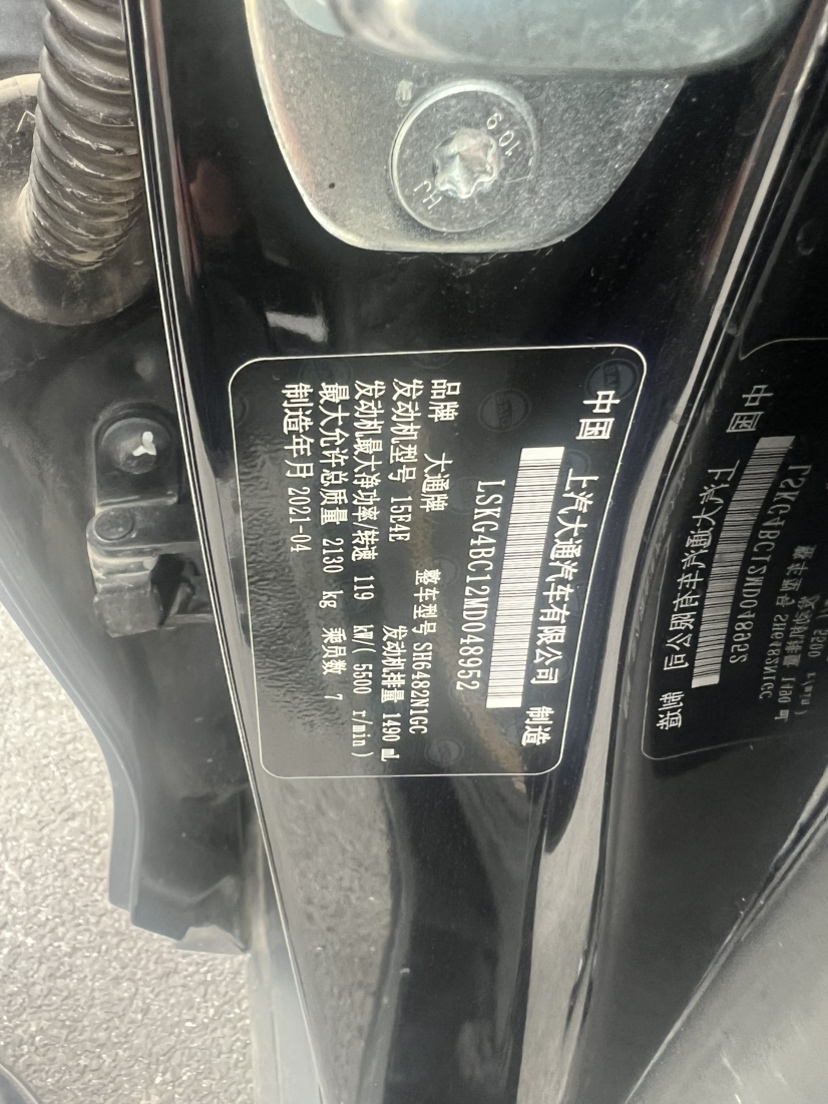 HJ 10.9
中国 上汽大通汽车有限公司 制造
LSKG4BC12MD048952
品牌 大通牌 整车型号 SH6482N1GC
发动机型号 15E4E 发动机排量 1490 mL
发动机最大净功率/转速 119 kW/( 5500 r/min)
最大允许总质量 2130 kg 乘员数 7
制造年月 2021-04